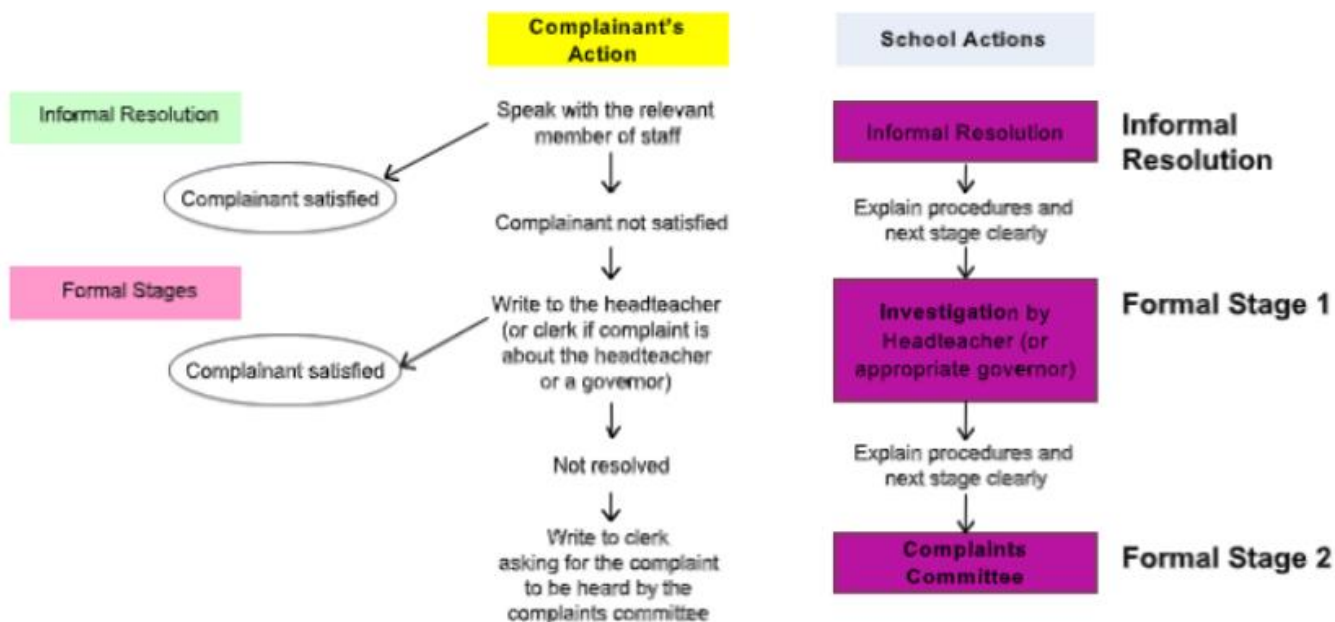 Complainant's
Action
School Actions
Informal Resolution
Speak with the relevant
member of staff
Informal Resolution
Informal
Resolution
Complainant satisfied
Complainant not satisfied
Explain procedures and
next stage clearly
Formal Stages
Write to the headteacher
(or clerk if complaint is
about the headteacher
or a governor)
Investigation by
Headteacher (or
appropriate governor)
Formal Stage 1
Complainant satisfied
Not resolved
Explain procedures and
next stage clearly
Write to clerk
asking for the complaint
to be heard by the
complaints committee
Complaints
Committee
Formal Stage 2